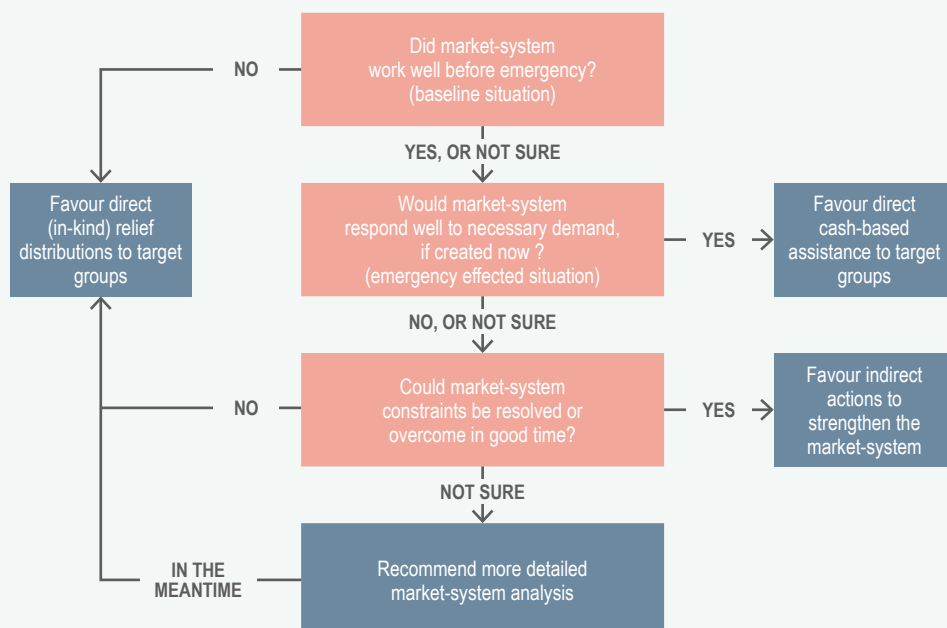 Did market-system
work well before emergency?
(baseline situation)
NO
YES, OR NOT SURE
Favour direct
(in-kind) relief
distributions to target
groups
Would market-system
respond well to necessary demand,
if created now ?
(emergency effected situation)
YES
Favour direct
cash-based
assistance to target
groups
NO, OR NOT SURE
Could market-system
constraints be resolved or
overcome in good time?
NO
YES
Favour indirect
actions to
strengthen the
market-system
NOT SURE
Recommend more detailed
market-system analysis
IN THE
MEANTIME